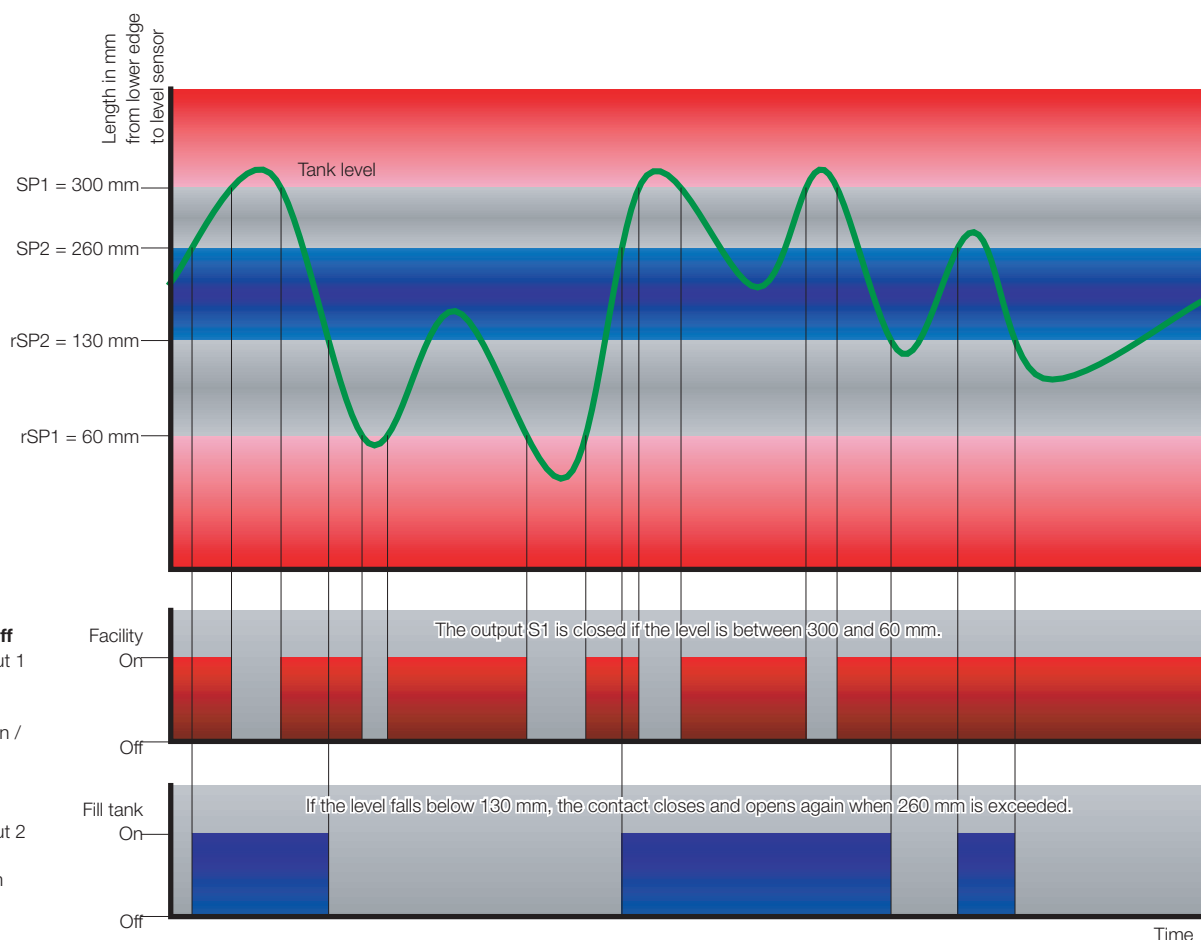 Length in mm
from lower edge
to level sensor
Tank level
SP1 = 300 mm
SP2 = 260 mm
rSP2 = 130 mm
rSP1 = 60 mm
ff
Facility
The output S1 is closed if the level is between 300 and 60 mm.
ut 1
On
n /
Off
Fill tank
If the level falls below 130 mm, the contact closes and opens again when 260 mm is exceeded.
ut 2
On
n
Off
Time